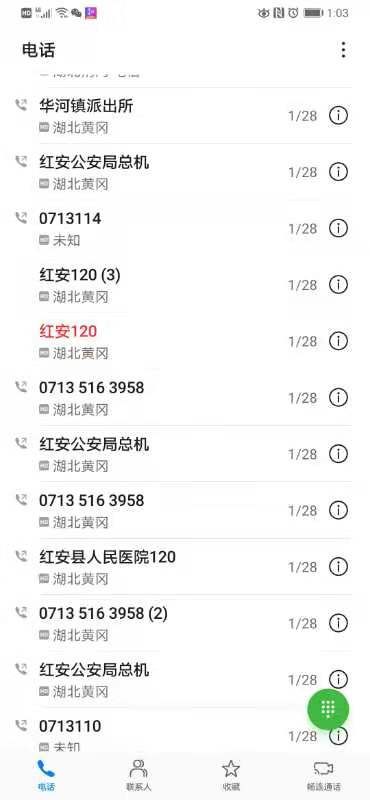 1:03
电话
华河镇派出所
湖北黄冈
1/28
红安公安局总机
湖北黄冈
1/28
0713114
未知
1/28
红安120 (3)
湖北黄冈
1/28
红安120
湖北黄冈
1/28
0713 516 3958
湖北黄冈
1/28
红安公安局总机
湖北黄冈
1/28
0713 516 3958
湖北黄冈
1/28
红安县人民医院120
湖北黄冈
1/28
0713 516 3958 (2)
湖北黄冈
1/28
红安公安局总机
湖北黄冈
1/28
0713110
未知
1/28
电话
联系人
收藏
畅连通话